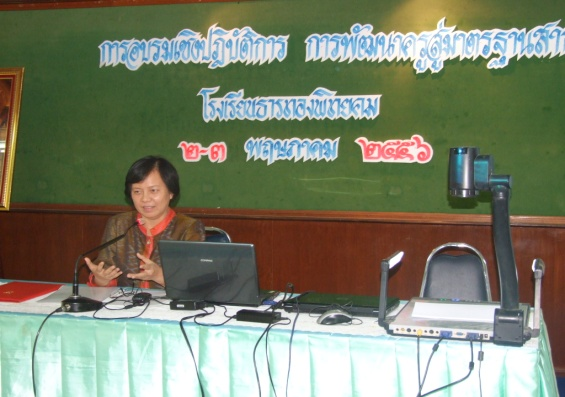 การอบรมเชิงปฏิบัติการ การพัฒนาครูสู่มาตรฐาน
โรงเรียนธารทองพิทยาคม
๒-๓ พฤษภาคม ๒๕๕๖